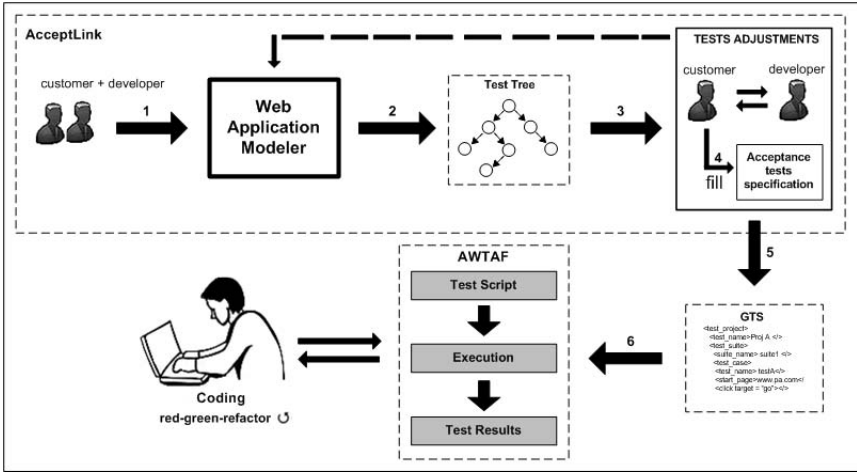 AcceptLink
customer + developer
1
Web
Application
Modeler
2
Test Tree
3
TESTS ADJUSTMENTS
customer
developer
4
fill
Acceptance
tests
specification
5
AWTAF
Test Script
Execution
Test Results
6
GTS
<test_project>
<test_name>Proj A </>
<test_suite>
<suite_name> suite1 </>
<test_case>
<test_name> testA</>
<start_page>www.pa.com</
<click target = "go"></>
Coding
red-green-refactor ↺